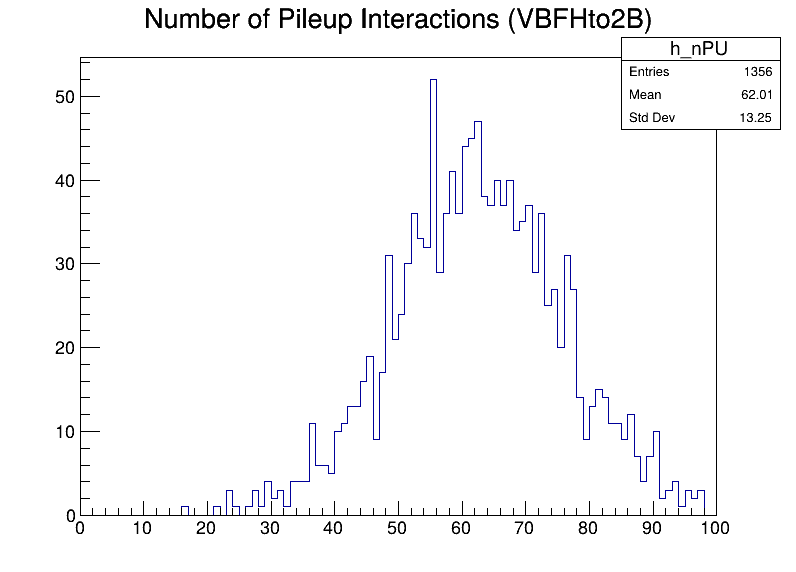 Number of Pileup Interactions (VBFHto2B)
h_nPU
Entries 1356
Mean 62.01
Std Dev 13.25
50
40
30
20
10
0
0 10 20 30 40 50 60 70 80 90 100